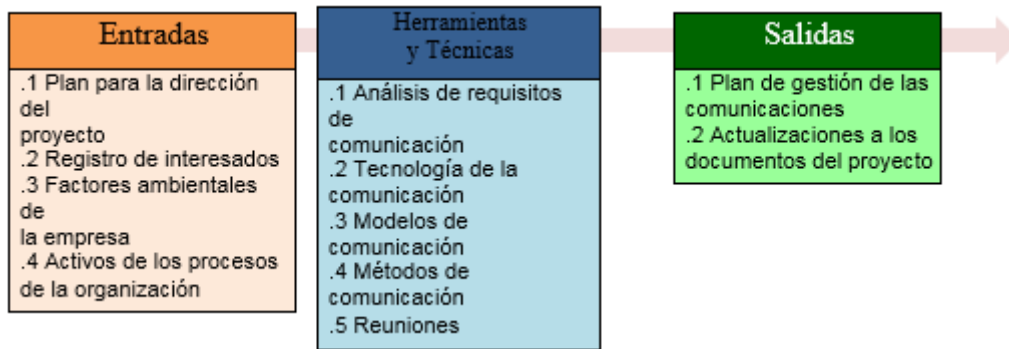 Entradas
.1 Plan para la dirección
del
proyecto
.2 Registro de interesados
.3 Factores ambientales
de
la empresa
.4 Activos de los procesos
de la organización
Herramientas
y Técnicas
.1 Análisis de requisitos
de
comunicación
.2 Tecnología de la
comunicación
.3 Modelos de
comunicación
.4 Métodos de
comunicación
.5 Reuniones
Salidas
.1 Plan de gestión de las
comunicaciones
.2 Actualizaciones a los
documentos del proyecto